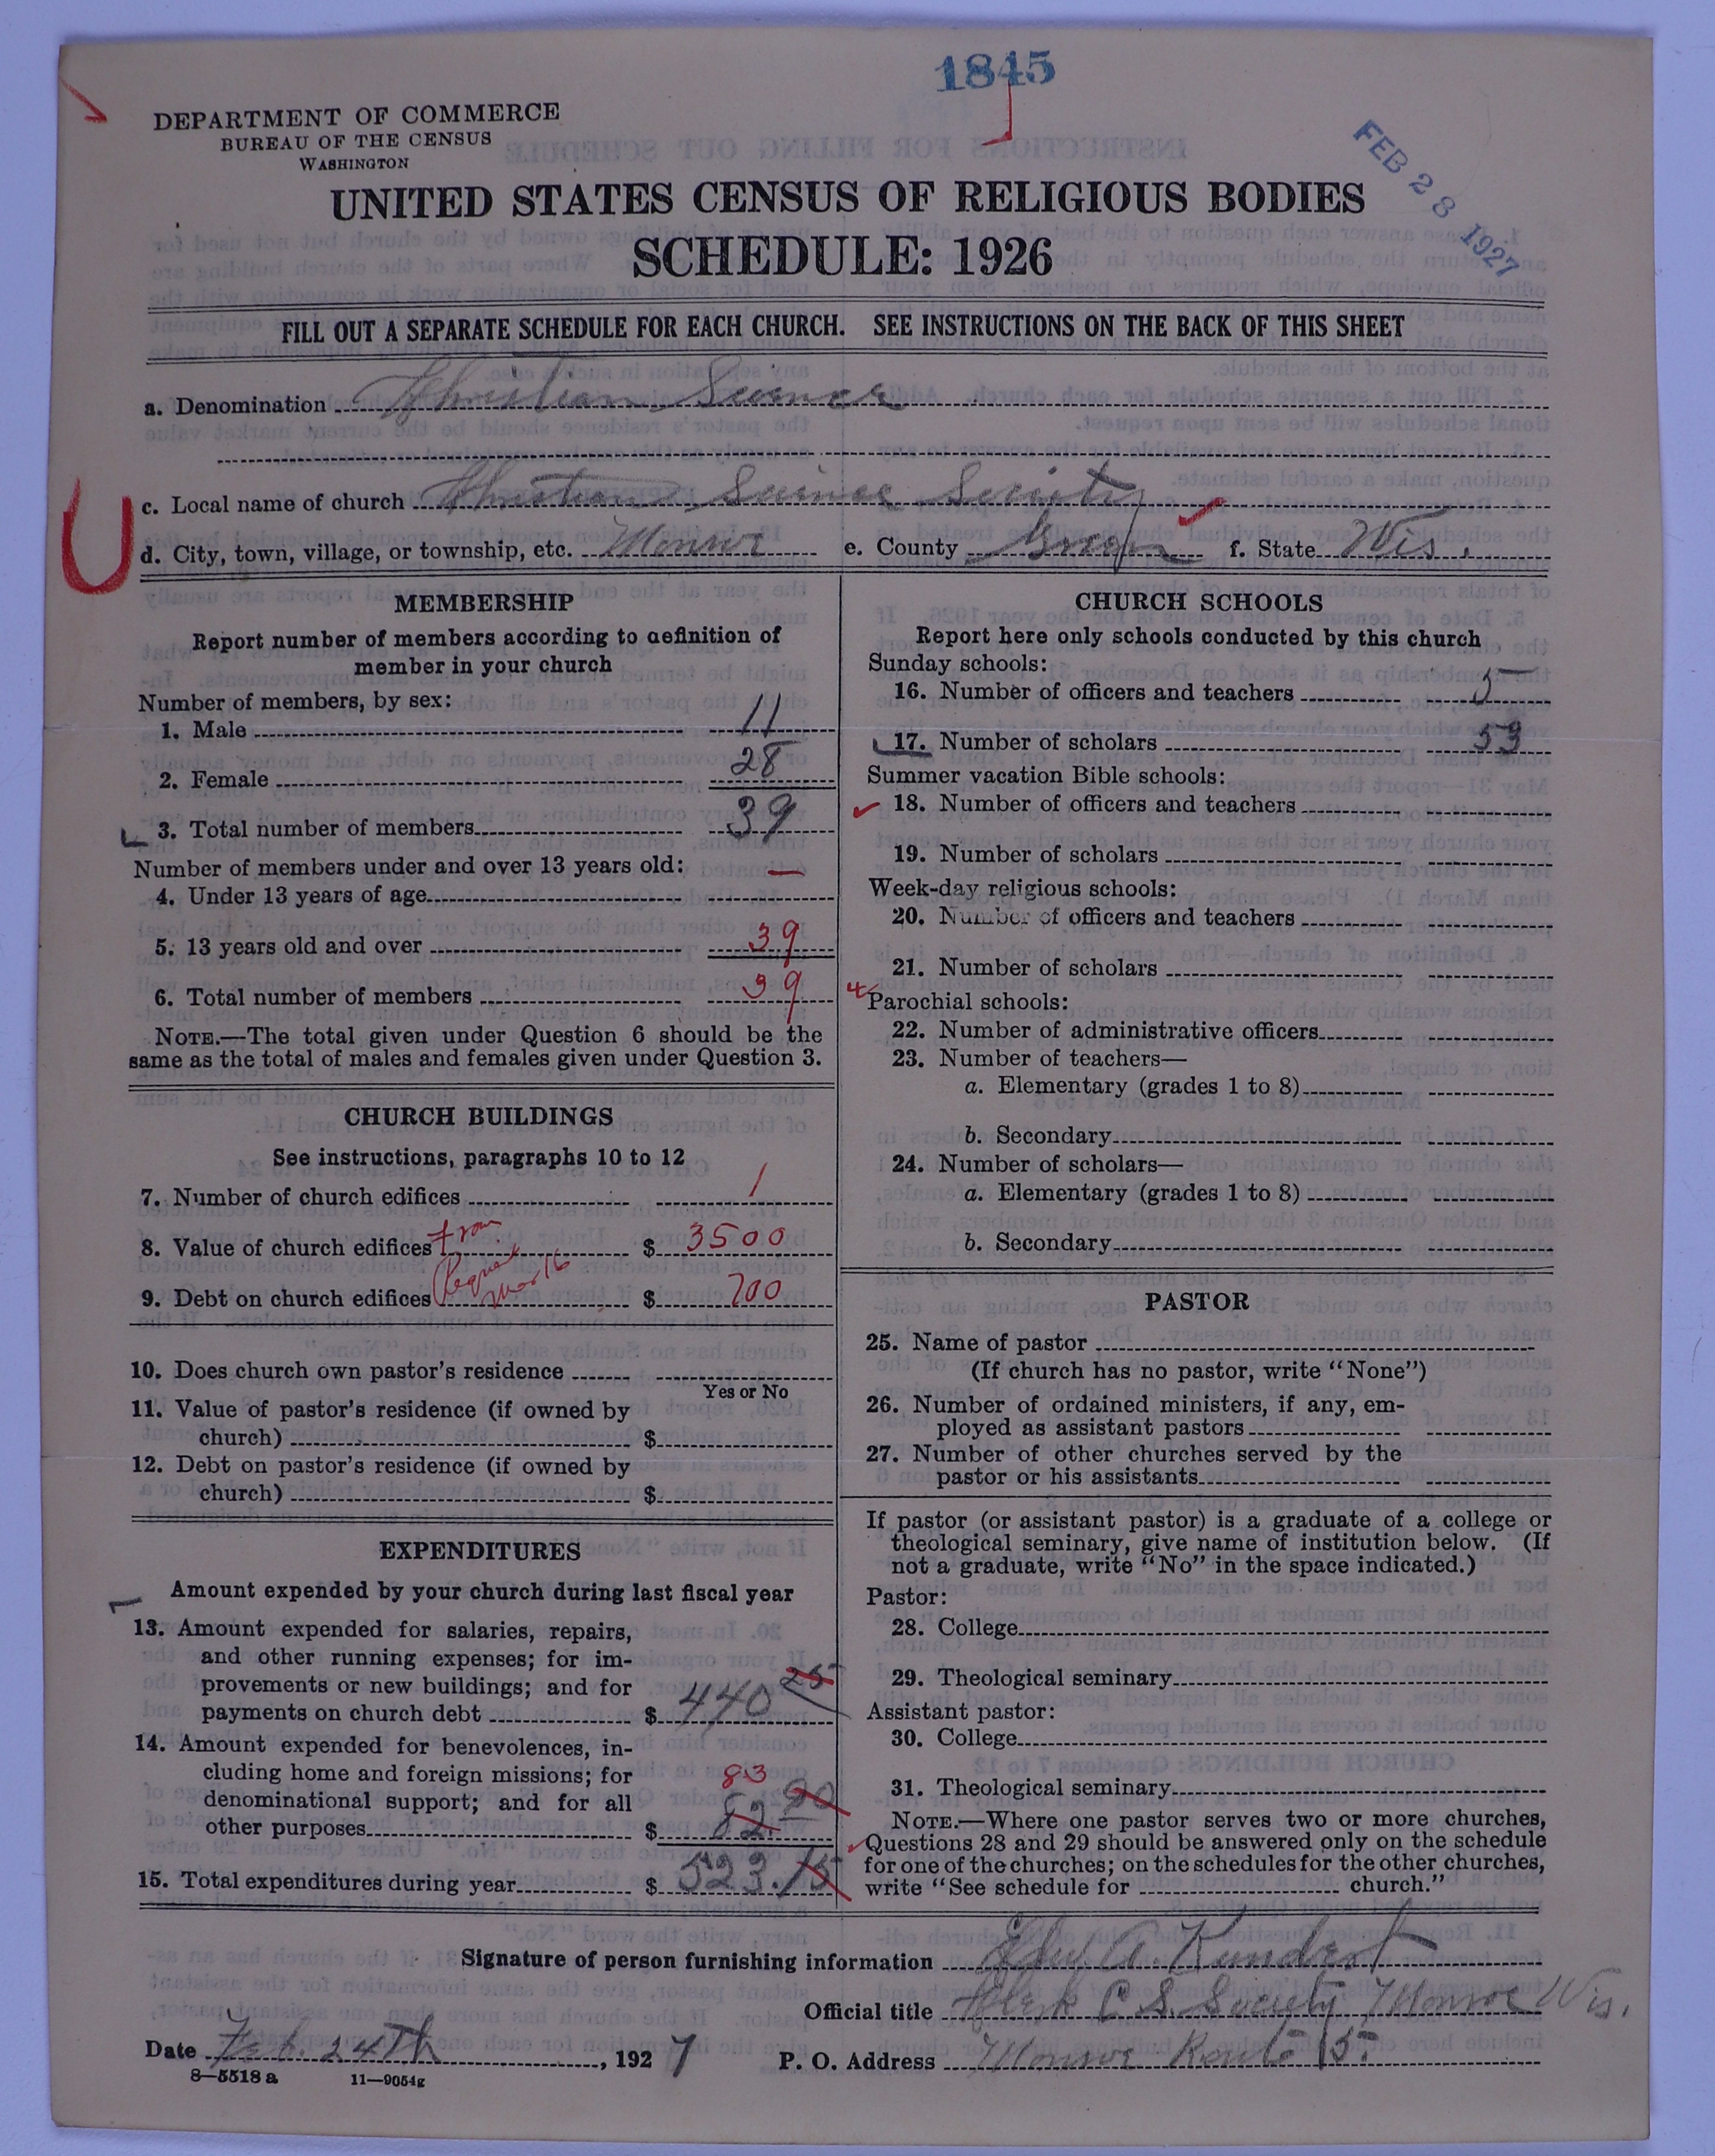 1845
FEB 28 1927
DEPARTMENT OF COMMERCE
BUREAU OF THE CENSUS
WASHINGTON
UNITED STATES CENSUS OF RELIGIOUS BODIES
SCHEDULE: 1926
FILL OUT A SEPARATE SCHEDULE FOR EACH CHURCH. SEE INSTRUCTIONS ON THE BACK OF THIS SHEET
a. Denomination Christian Science
c. Local name of church Christian Science Society
d. City, town, village, or township, etc. Monroe e. County Green f. State Wis.
MEMBERSHIP
Report number of members according to definition of
member in your church
Number of members, by sex:
1. Male 11
2. Female 28
3. Total number of members 39
Number of members under and over 13 years old:
4. Under 13 years of age —
5. 13 years old and over 39
6. Total number of members 39
NOTE.—The total given under Question 6 should be the
same as the total of males and females given under Question 3.
CHURCH BUILDINGS
See instructions, paragraphs 10 to 12
7. Number of church edifices 1
8. Value of church edifices from $ 3500
9. Debt on church edifices Request Mar 16 $ 700
10. Does church own pastor's residence
Yes or No
11. Value of pastor's residence (if owned by
church) $
12. Debt on pastor's residence (if owned by
church) $
EXPENDITURES
Amount expended by your church during last fiscal year
13. Amount expended for salaries, repairs,
and other running expenses; for im-
provements or new buildings; and for
payments on church debt $ 440 25
14. Amount expended for benevolences, in-
cluding home and foreign missions; for 83
denominational support; and for all
other purposes $ 82 90
15. Total expenditures during year $ 523.15
CHURCH SCHOOLS
Report here only schools conducted by this church
Sunday schools:
16. Number of officers and teachers 5
17. Number of scholars 53
Summer vacation Bible schools:
18. Number of officers and teachers
19. Number of scholars
Week-day religious schools:
20. Number of officers and teachers
21. Number of scholars
Parochial schools:
22. Number of administrative officers
23. Number of teachers—
a. Elementary (grades 1 to 8)
b. Secondary
24. Number of scholars—
a. Elementary (grades 1 to 8)
b. Secondary
PASTOR
25. Name of pastor
(If church has no pastor, write "None")
26. Number of ordained ministers, if any, em-
ployed as assistant pastors
27. Number of other churches served by the
pastor or his assistants
If pastor (or assistant pastor) is a graduate of a college or
theological seminary, give name of institution below. (If
not a graduate, write "No" in the space indicated.)
Pastor:
28. College
29. Theological seminary
Assistant pastor:
30. College
31. Theological seminary
NOTE.—Where one pastor serves two or more churches,
Questions 28 and 29 should be answered only on the schedule
for one of the churches; on the schedules for the other churches,
write "See schedule for church."
Signature of person furnishing information Edw. A. Kundert
Official title Clerk C. S. Society Monroe Wis.
Date Feb. 24th, 1927 P. O. Address Monroe Route 5.
8—5518 a 11—9054g